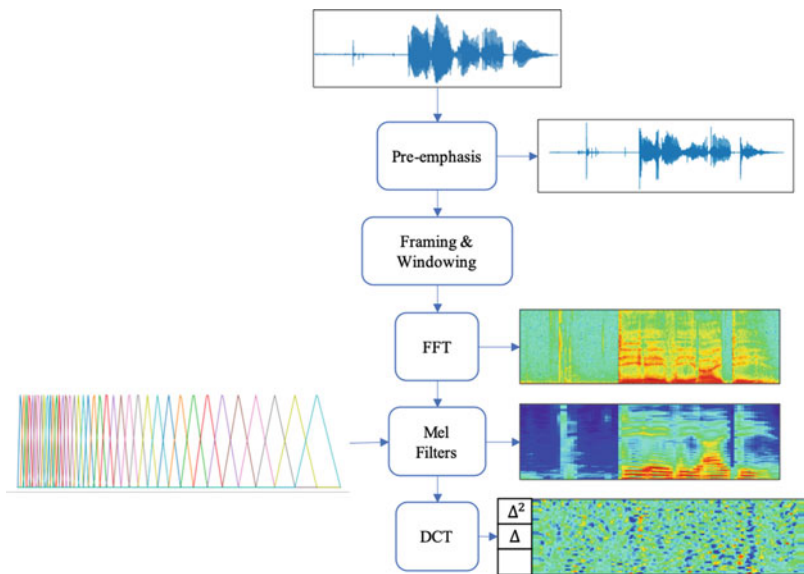 Pre-emphasis
Framing &
Windowing
FFT
Mel
Filters
DCT
Δ²
Δ